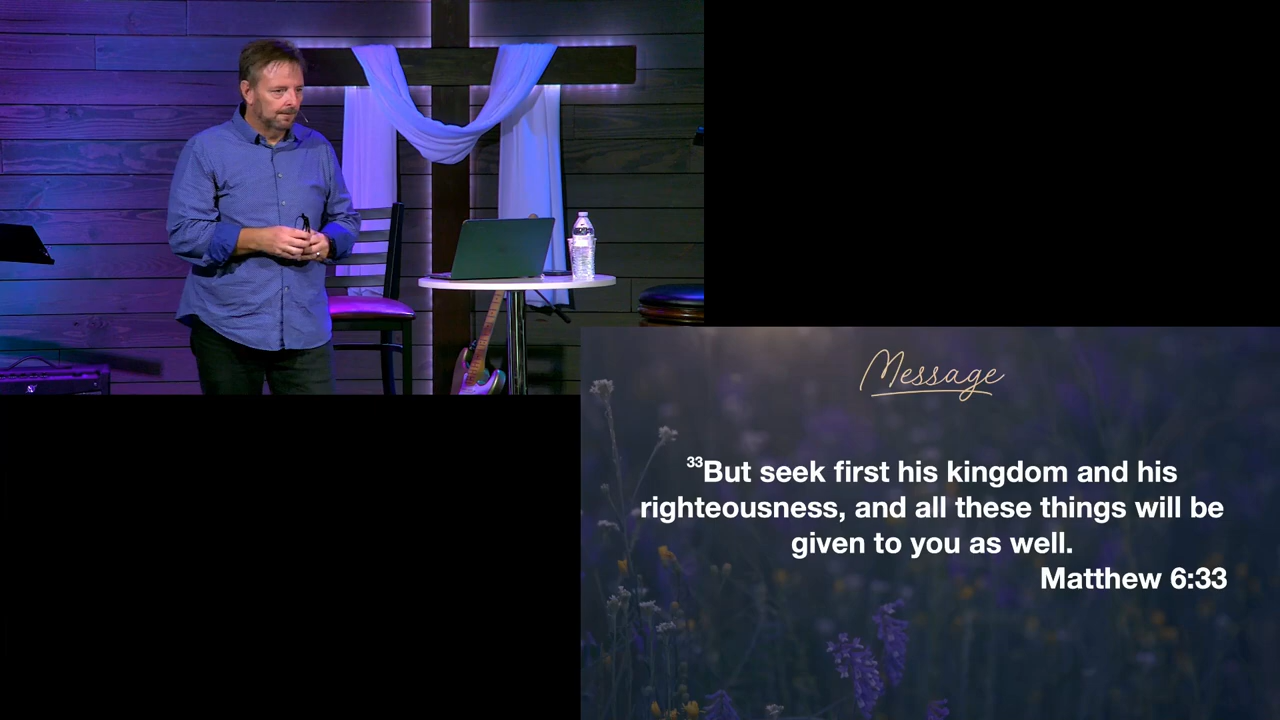 Message
³³But seek first his kingdom and his
righteousness, and all these things will be
given to you as well.
Matthew 6:33